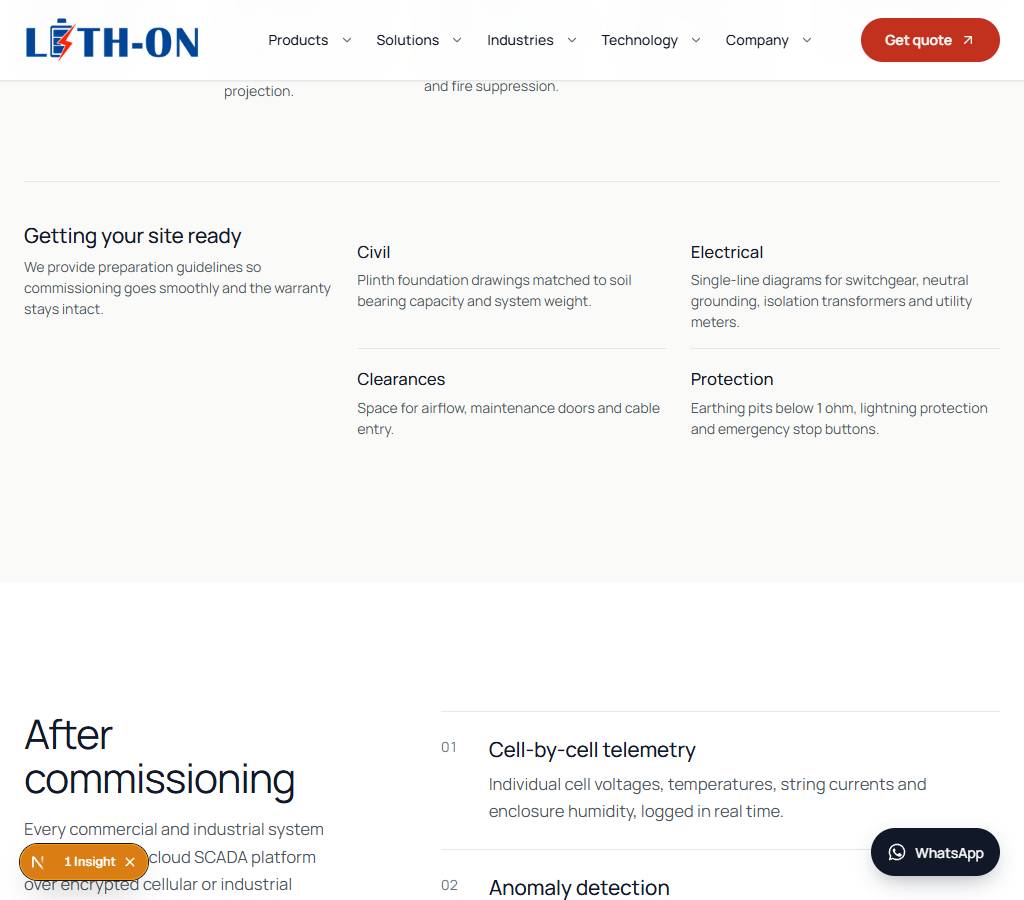 LITH-ON
Products
Solutions
Industries
Technology
Company
Get quote
projection.
and fire suppression.
Getting your site ready
We provide preparation guidelines so
commissioning goes smoothly and the warranty
stays intact.
Civil
Plinth foundation drawings matched to soil
bearing capacity and system weight.
Electrical
Single-line diagrams for switchgear, neutral
grounding, isolation transformers and utility
meters.
Clearances
Space for airflow, maintenance doors and cable
entry.
Protection
Earthing pits below 1 ohm, lightning protection
and emergency stop buttons.
After
commissioning
Every commercial and industrial system
cloud SCADA platform
over encrypted cellular or industrial
01
Cell-by-cell telemetry
Individual cell voltages, temperatures, string currents and
enclosure humidity, logged in real time.
02
Anomaly detection
N 1 Insight
WhatsApp